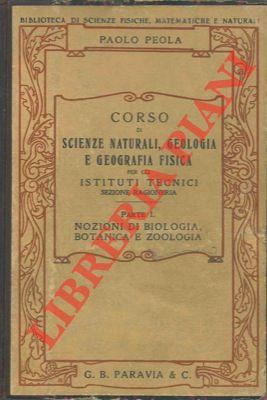 BIBLIOTECA DI SCIENZE FISICHE, MATEMATICHE E NATURALI
PAOLO PEOLA
CORSO
DI
SCIENZE NATURALI, GEOLOGIA
E GEOGRAFIA FISICA
PER GLI
ISTITUTI TECNICI
SEZIONE RAGIONERIA
PARTE I.
NOZIONI DI BIOLOGIA,
BOTANICA E ZOOLOGIA
G. B. PARAVIA & C.
LIBRERIA PIANI